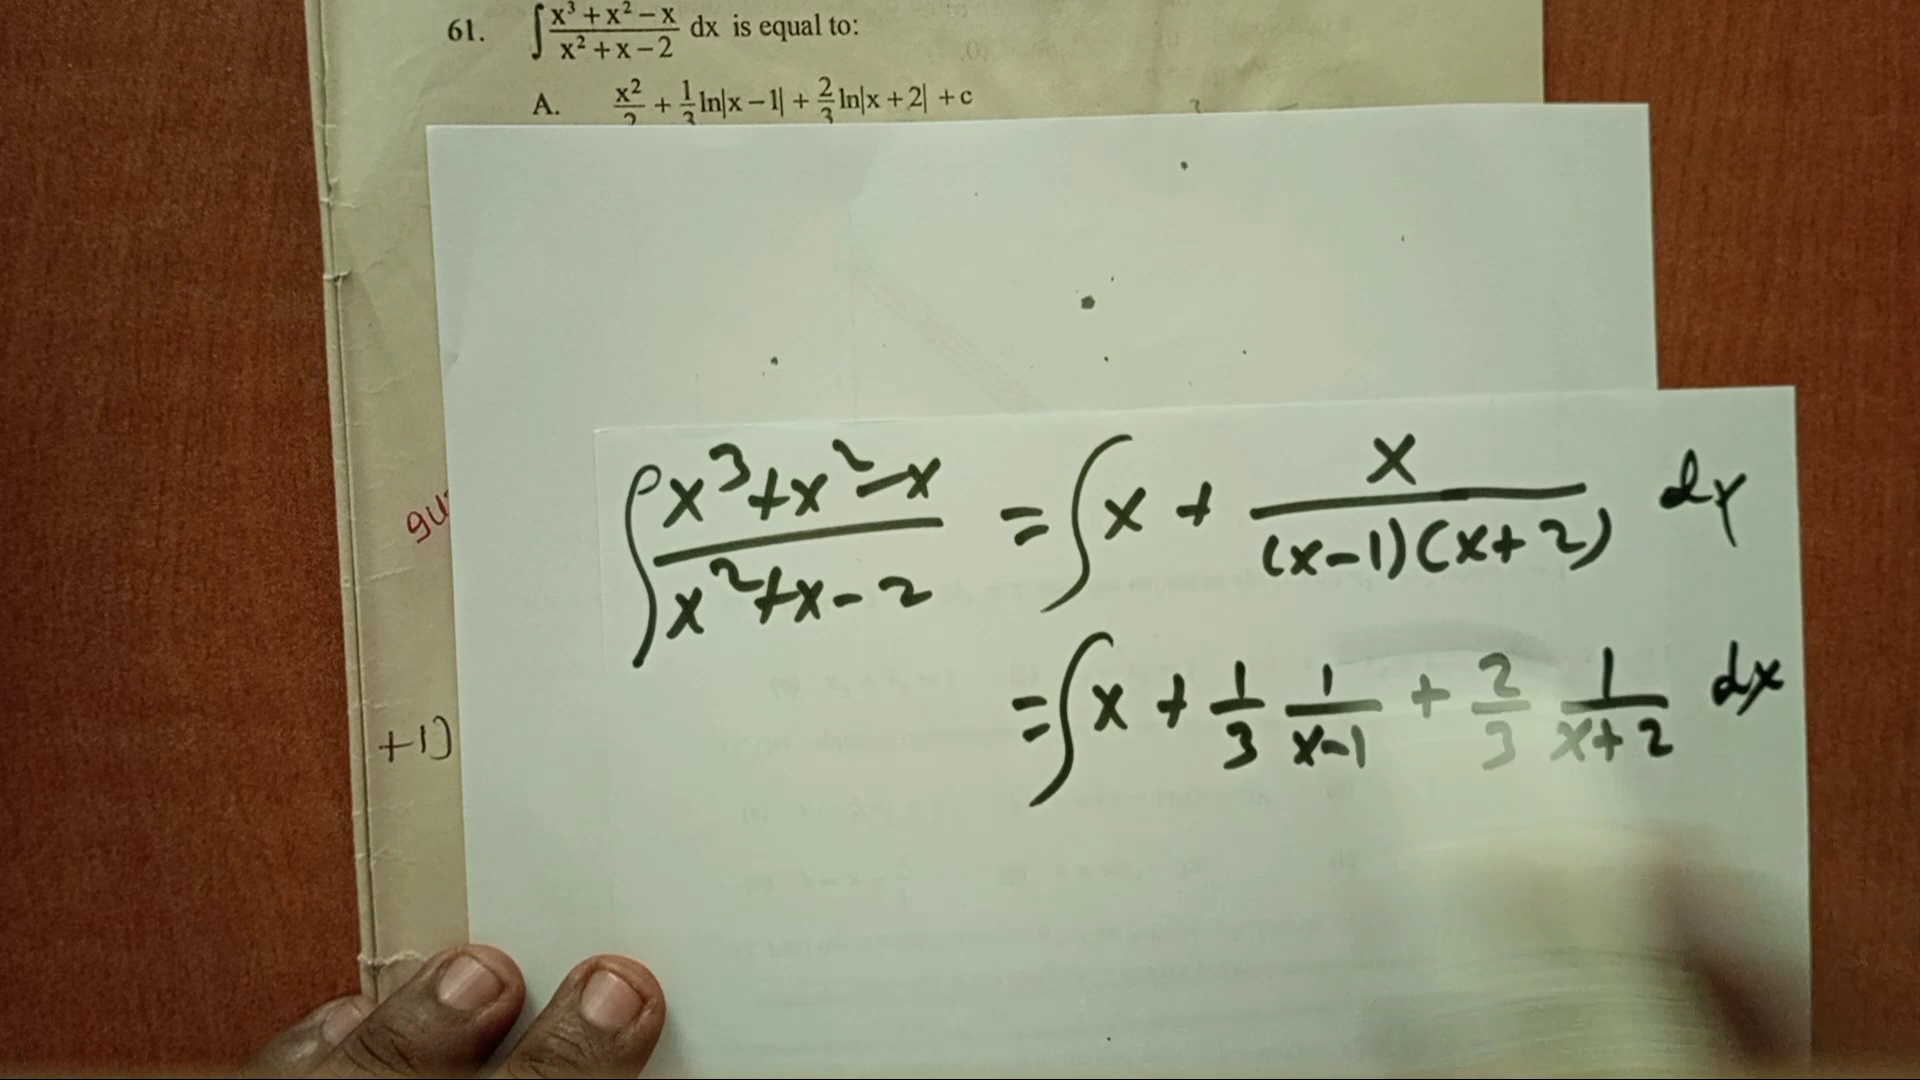 61. ∫ (x³ + x² − x)/(x² + x − 2) dx is equal to:
A. x²/2 + 1/3 ln|x − 1| + 2/3 ln|x + 2| + c
∫ (x³+x²−x)/(x²+x−2) = ∫ x + x/((x−1)(x+2)) dx
= ∫ x + 1/3 1/(x−1) + 2/3 1/(x+2) dx
+1)